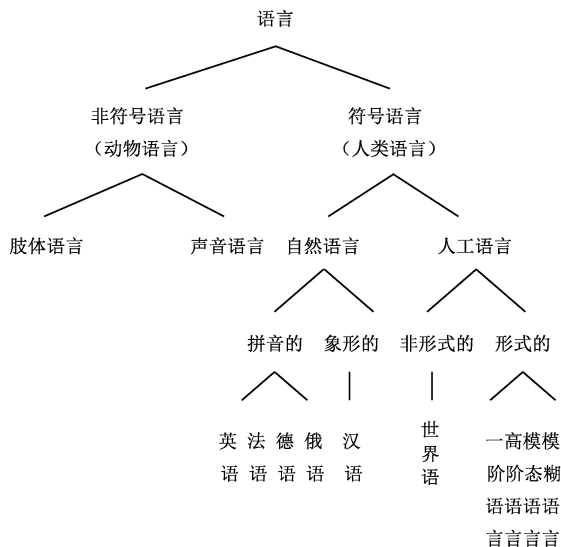 语言
非符号语言 符号语言
（动物语言） （人类语言）
肢体语言 声音语言 自然语言 人工语言
拼音的 象形的 非形式的 形式的
英语 法语 德语 俄语 汉语 世界语 一阶语言 高阶语言 模态语言 模糊语言